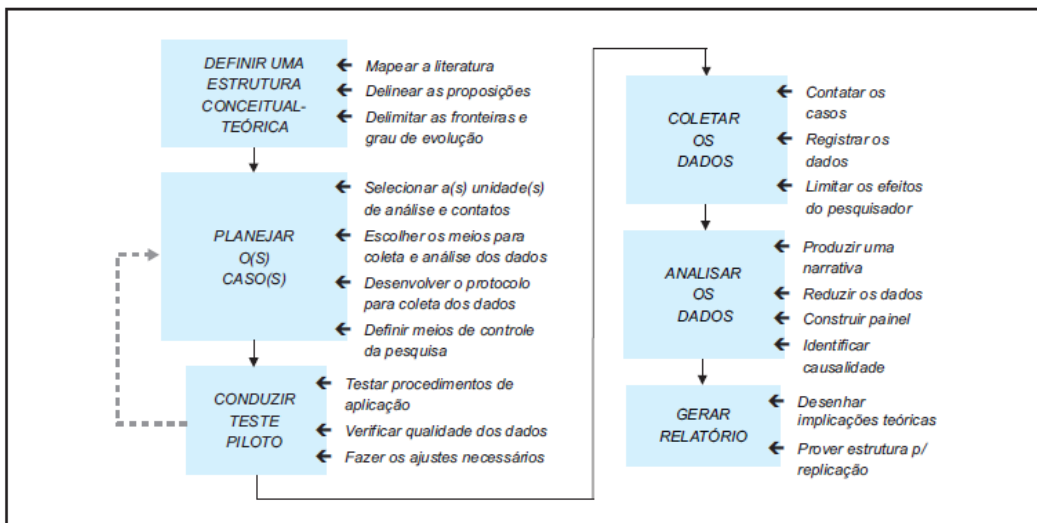 DEFINIR UMA
ESTRUTURA
CONCEITUAL-
TEÓRICA
Mapear a literatura
Delinear as proposições
Delimitar as fronteiras e
grau de evolução
PLANEJAR
O(S)
CASO(S)
Selecionar a(s) unidade(s)
de análise e contatos
Escolher os meios para
coleta e análise dos dados
Desenvolver o protocolo
para coleta dos dados
Definir meios de controle
da pesquisa
CONDUZIR
TESTE
PILOTO
Testar procedimentos de
aplicação
Verificar qualidade dos dados
Fazer os ajustes necessários
COLETAR
OS
DADOS
Contatar os
casos
Registrar os
dados
Limitar os efeitos
do pesquisador
ANALISAR
OS
DADOS
Produzir uma
narrativa
Reduzir os dados
Construir painel
Identificar
causalidade
GERAR
RELATÓRIO
Desenhar
implicações teóricas
Prover estrutura p/
replicação